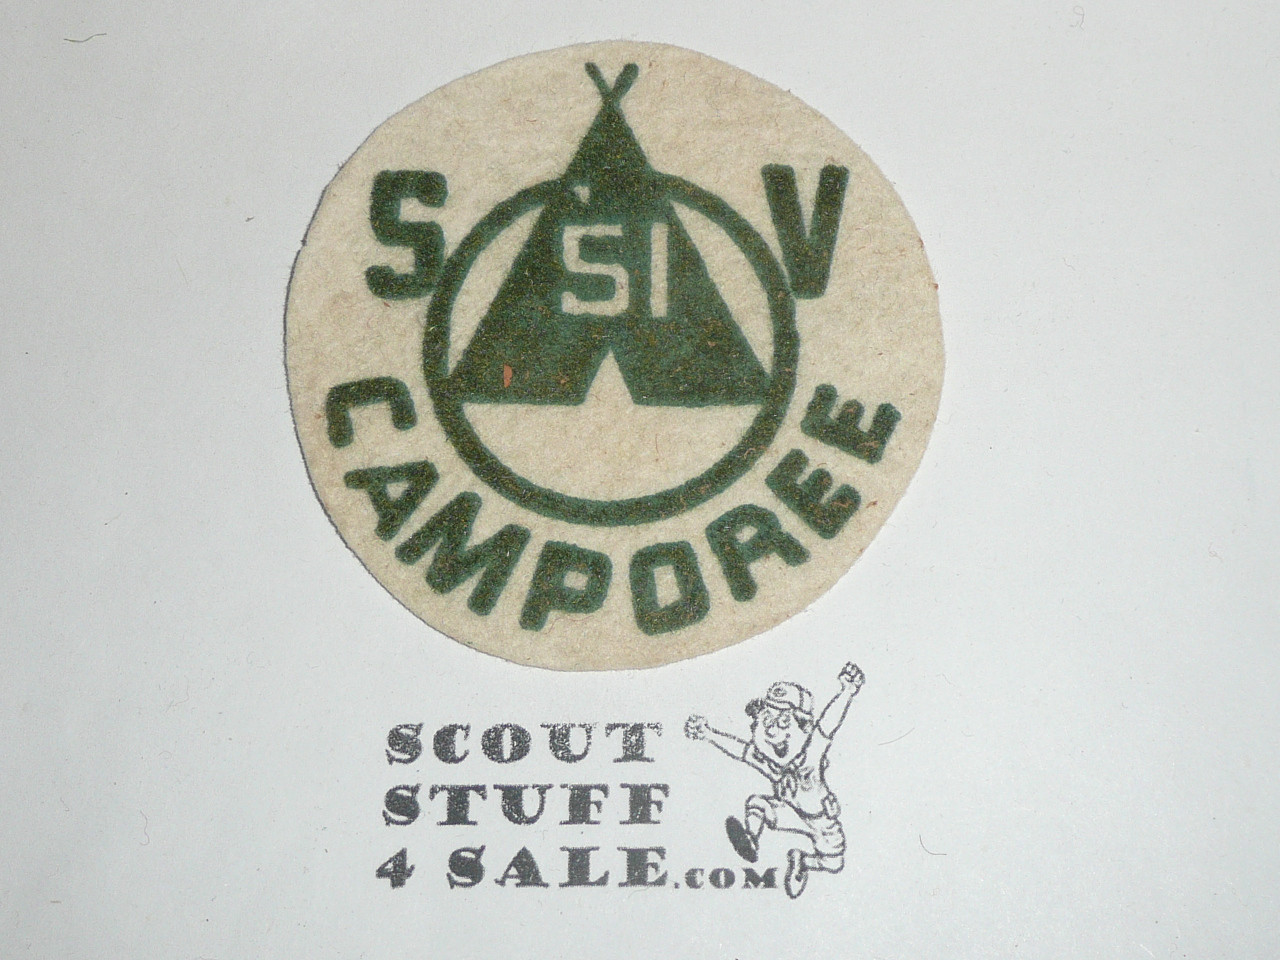 S V
51
CAMPOREE
SCOUT
STUFF
4 SALE.COM